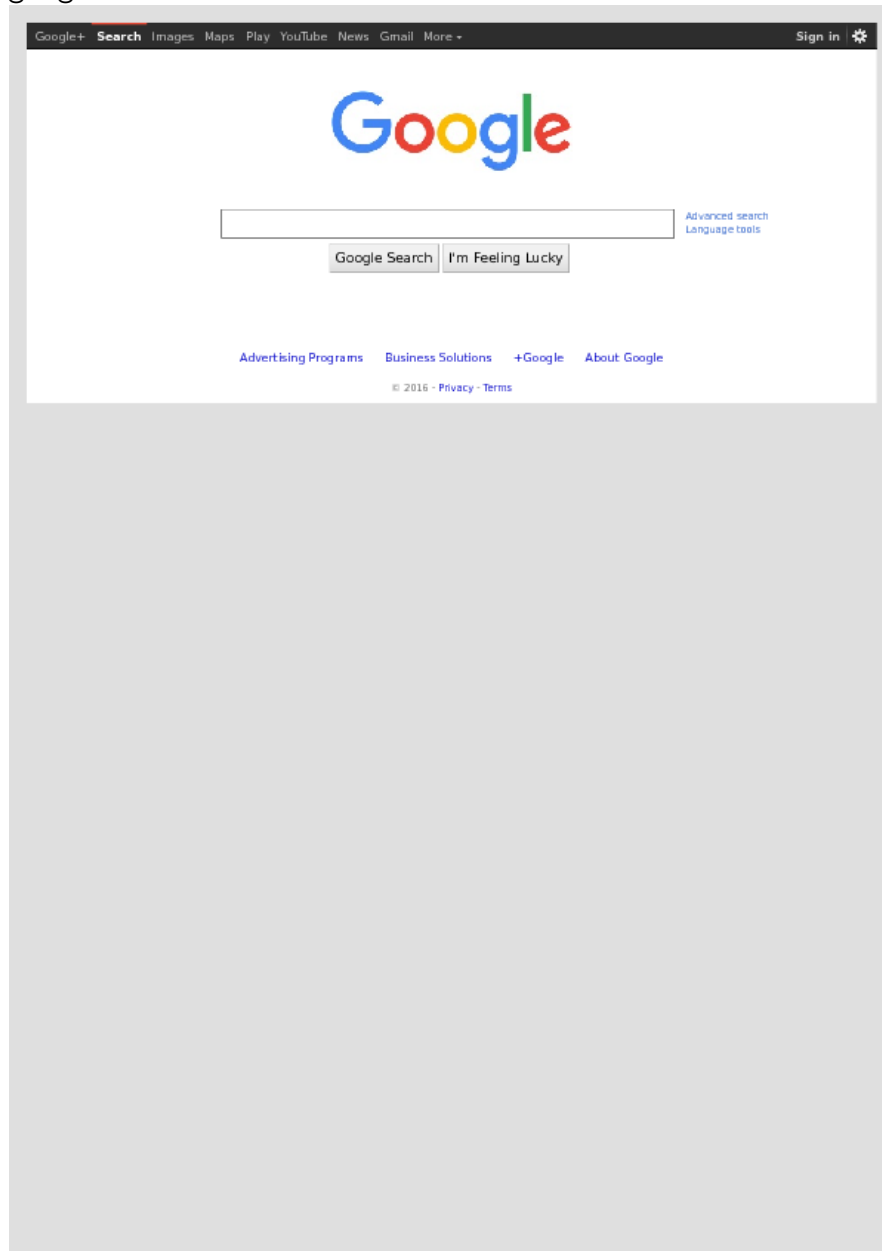 Google+ Search Images Maps Play YouTube News Gmail More Sign in
Google
Advanced search
Language tools
Google Search I'm Feeling Lucky
Advertising Programs Business Solutions +Google About Google
© 2016 - Privacy - Terms